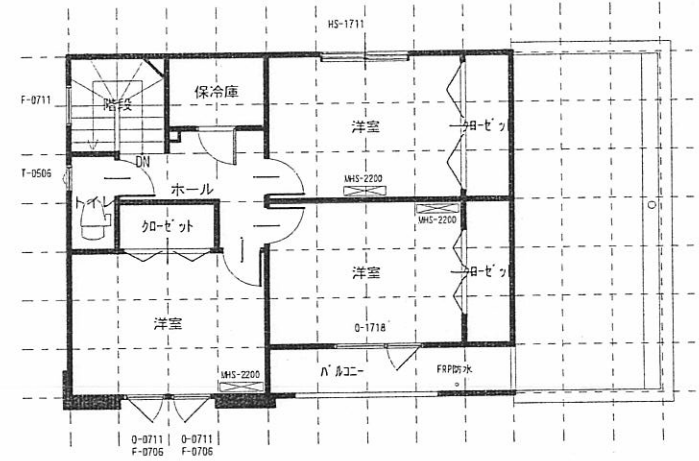 HS-1711
F-0711
階段
保冷庫
洋室
クローゼット
T-0506
DN
トイレ
ホール
MHS-2200
MHS-2200
クローゼット
洋室
クローゼット
洋室
O-1718
MHS-2200
バルコニー
FRP防水
O-0711
F-0706
O-0711
F-0706